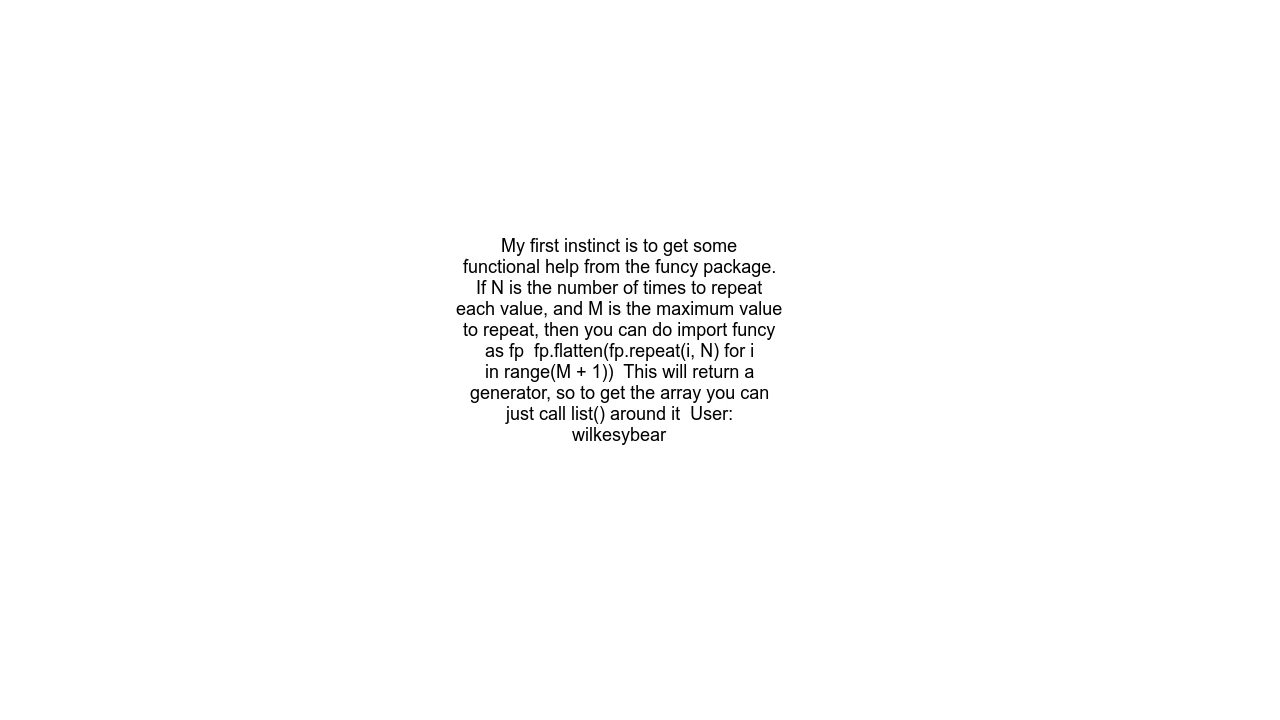 My first instinct is to get some
functional help from the funcy package.
If N is the number of times to repeat
each value, and M is the maximum value
to repeat, then you can do import funcy
as fp  fp.flatten(fp.repeat(i, N) for i
in range(M + 1))  This will return a
generator, so to get the array you can
just call list() around it  User:
wilkesybear